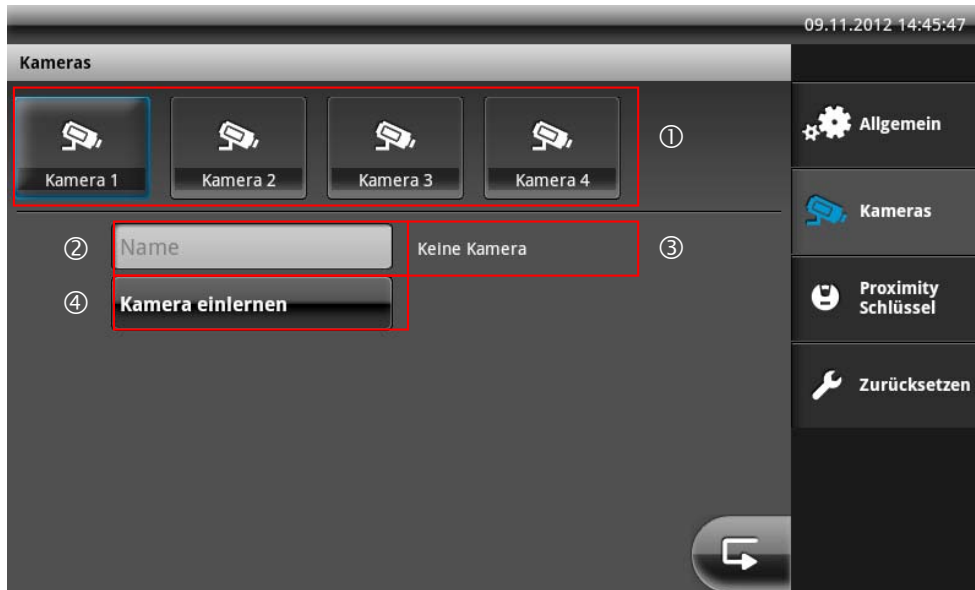 09.11.2012 14:45:47
Kameras
Kamera 1
Kamera 2
Kamera 3
Kamera 4
①
② Name
Keine Kamera ③
④ Kamera einlernen
Allgemein
Kameras
Proximity
Schlüssel
Zurücksetzen